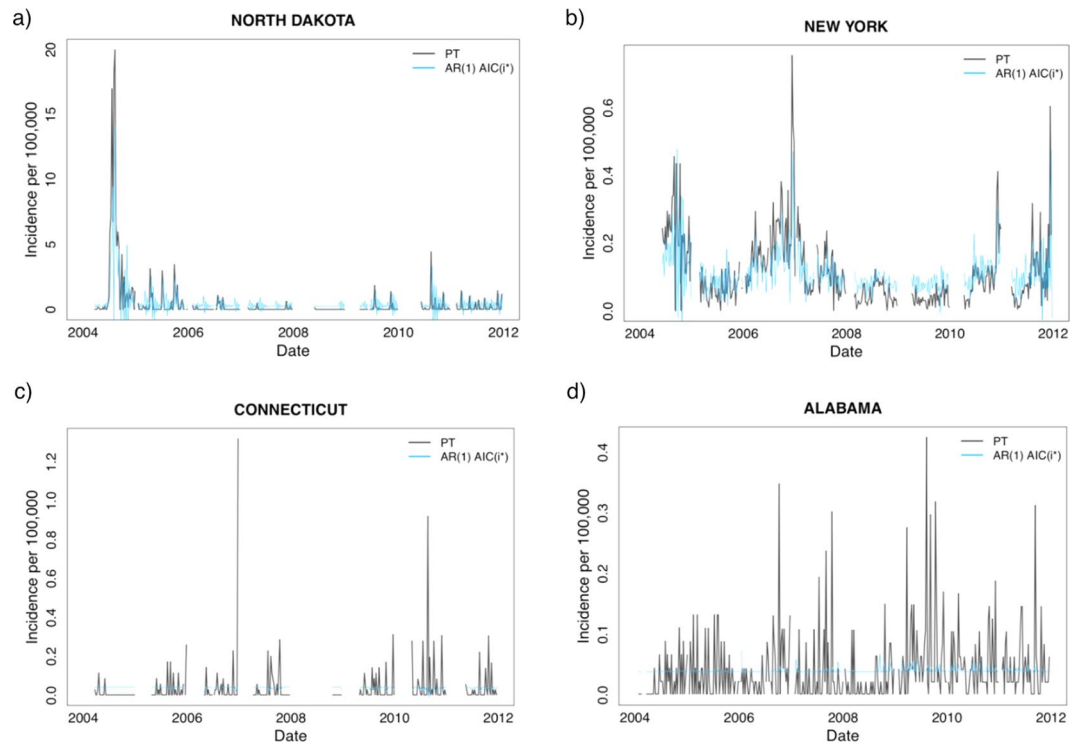 a)
NORTH DAKOTA
PT
AR(1) AIC(i*)
Incidence per 100,000
20
15
10
5
0
2004 2006 2008 2010 2012
Date
b)
NEW YORK
PT
AR(1) AIC(i*)
Incidence per 100,000
0.6
0.4
0.2
0.0
2004 2006 2008 2010 2012
Date
c)
CONNECTICUT
PT
AR(1) AIC(i*)
Incidence per 100,000
1.2
1.0
0.8
0.6
0.4
0.2
0.0
2004 2006 2008 2010 2012
Date
d)
ALABAMA
PT
AR(1) AIC(i*)
Incidence per 100,000
0.4
0.3
0.2
0.1
0.0
2004 2006 2008 2010 2012
Date